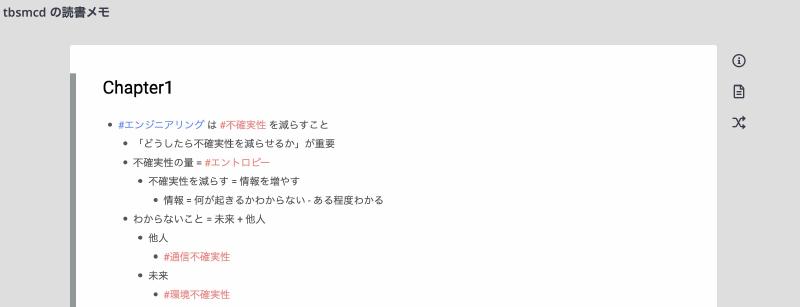 tbsmcd の読書メモ
Chapter1
#エンジニアリング は #不確実性 を減らすこと
「どうしたら不確実性を減らせるか」が重要
不確実性の量 = #エントロピー
不確実性を減らす = 情報を増やす
情報 = 何が起きるかわからない - ある程度わかる
わからないこと = 未来 + 他人
他人
#通信不確実性
未来
#環境不確実性